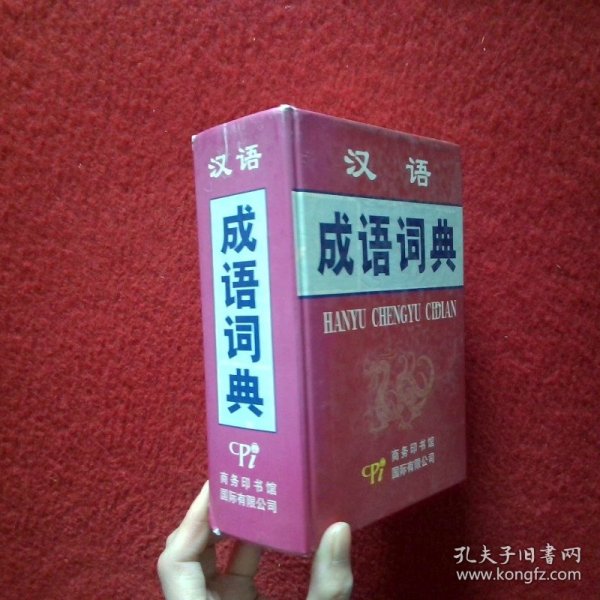 汉语
成语词典
CPi
商务印书馆
国际有限公司
汉语
成语词典
HANYU CHENGYU CIDIAN
CPi
商务印书馆
国际有限公司
孔夫子旧书网
www.kongfz.com